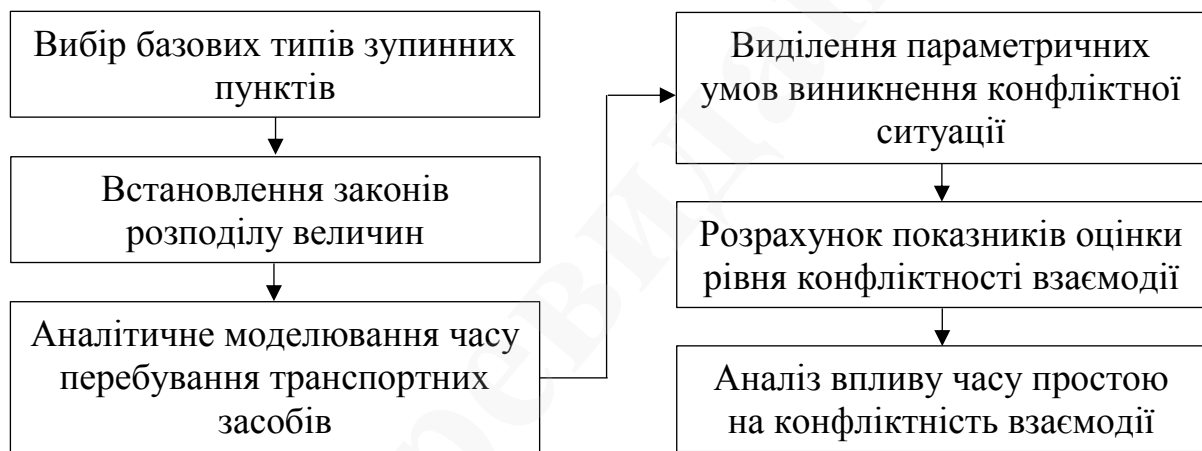 Вибір базових типів зупинних
пунктів
Встановлення законів
розподілу величин
Аналітичне моделювання часу
перебування транспортних
засобів
Виділення параметричних
умов виникнення конфліктної
ситуації
Розрахунок показників оцінки
рівня конфліктності взаємодії
Аналіз впливу часу простою
на конфліктність взаємодії